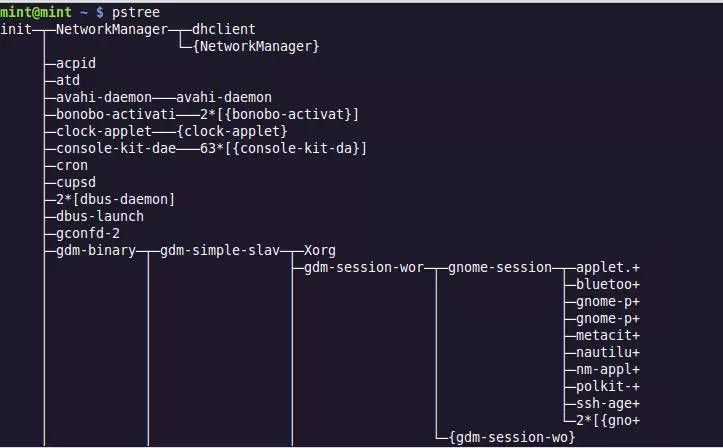 mint@mint ~ $ pstree
init─┬─NetworkManager─┬─dhclient
     │                └─{NetworkManager}
     ├─acpid
     ├─atd
     ├─avahi-daemon───avahi-daemon
     ├─bonobo-activati───2*[{bonobo-activat}]
     ├─clock-applet───{clock-applet}
     ├─console-kit-dae───63*[{console-kit-da}]
     ├─cron
     ├─cupsd
     ├─2*[dbus-daemon]
     ├─dbus-launch
     ├─gconfd-2
     ├─gdm-binary─┬─gdm-simple-slav─┬─Xorg
     │            │                 ├─gdm-session-wor─┬─gnome-session─┬─applet.+
     │            │                 │                 │               ├─bluetoo+
     │            │                 │                 │               ├─gnome-p+
     │            │                 │                 │               ├─gnome-p+
     │            │                 │                 │               ├─metacit+
     │            │                 │                 │               ├─nautilu+
     │            │                 │                 │               ├─nm-appl+
     │            │                 │                 │               ├─polkit-+
     │            │                 │                 │               ├─ssh-age+
     │            │                 │                 │               └─2*[{gno+
     │            │                 │                 └─{gdm-session-wo}